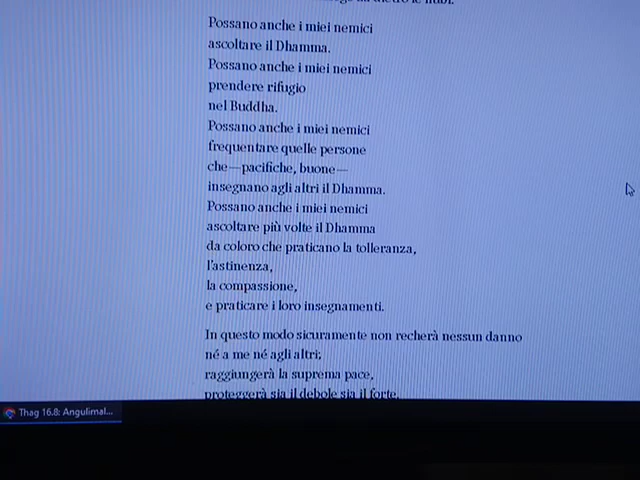 dietro le nubi.
Possano anche i miei nemici
ascoltare il Dhamma.
Possano anche i miei nemici
prendere rifugio
nel Buddha.
Possano anche i miei nemici
frequentare quelle persone
che—pacifiche, buone—
insegnano agli altri il Dhamma.
Possano anche i miei nemici
ascoltare più volte il Dhamma
da coloro che praticano la tolleranza,
l'astinenza,
la compassione,
e praticare i loro insegnamenti.
In questo modo sicuramente non recherà nessun danno
né a me né agli altri;
raggiungerà la suprema pace,
proteggerà sia il debole sia il forte.
Thag 16.8: Angulimal...